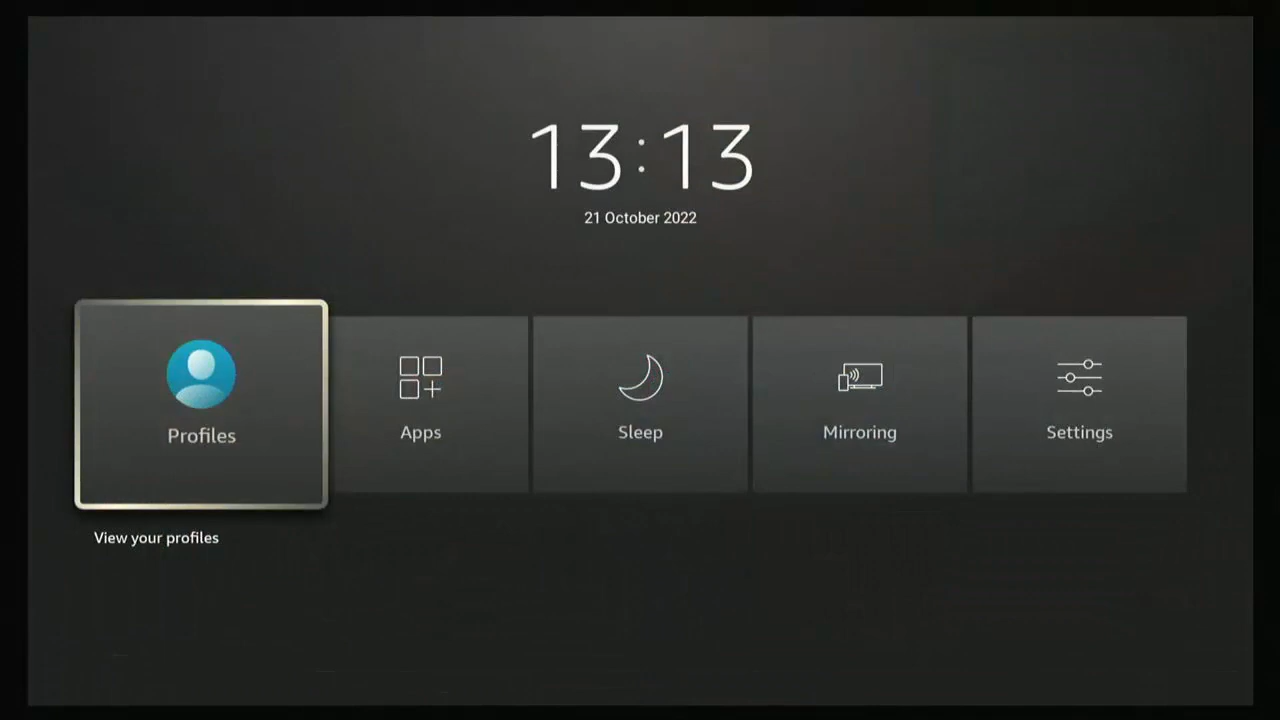 13:13
21 October 2022
Profiles
Apps
Sleep
Mirroring
Settings
View your profiles